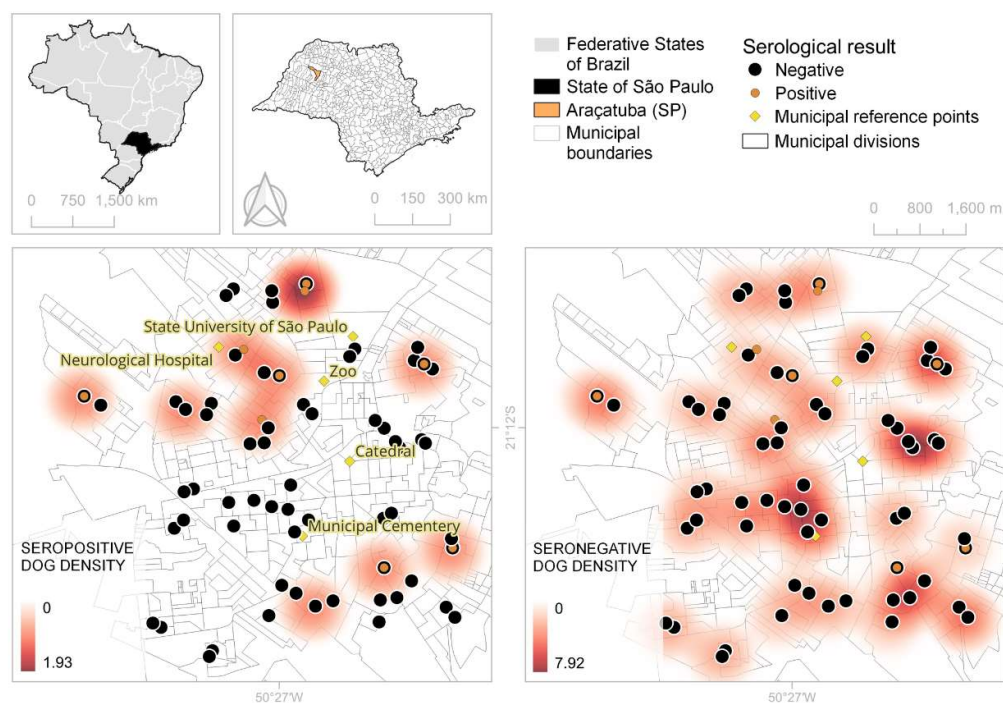 0 750 1,500 km
0 150 300 km
Federative States
of Brazil
State of São Paulo
Araçatuba (SP)
Municipal
boundaries
Serological result
Negative
Positive
Municipal reference points
Municipal divisions
0 800 1,600 m
State University of São Paulo
Neurological Hospital
Zoo
Catedral
Municipal Cementery
SEROPOSITIVE
DOG DENSITY
0
1.93
50°27'W
21°12'S
SERONEGATIVE
DOG DENSITY
0
7.92
50°27'W